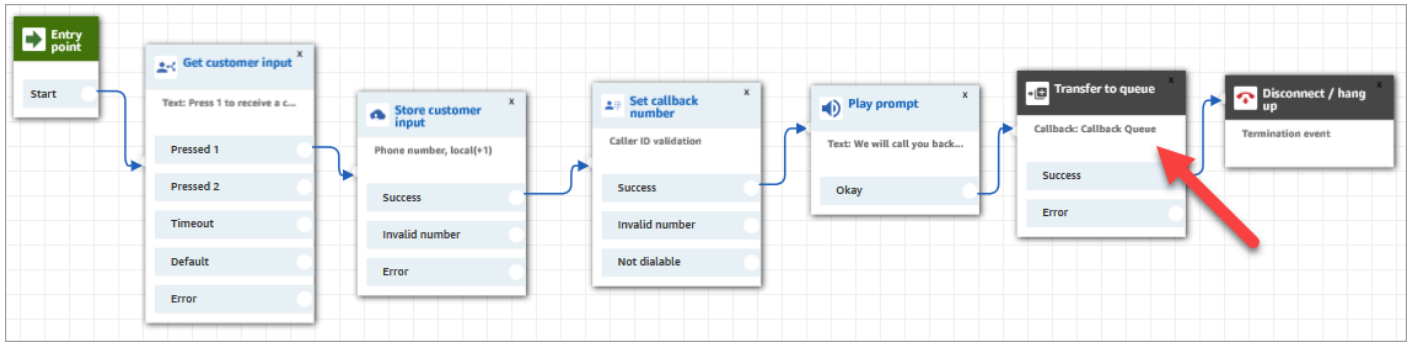 Entry
point
Start
Get customer input
x
Text: Press 1 to receive a c...
Pressed 1
Pressed 2
Timeout
Default
Error
Store customer
input
x
Phone number, local(+1)
Success
Invalid number
Error
Set callback
number
x
Caller ID validation
Success
Invalid number
Not dialable
Play prompt
x
Text: We will call you back...
Okay
Transfer to queue
x
Callback: Callback Queue
Success
Error
Disconnect / hang
up
x
Termination event